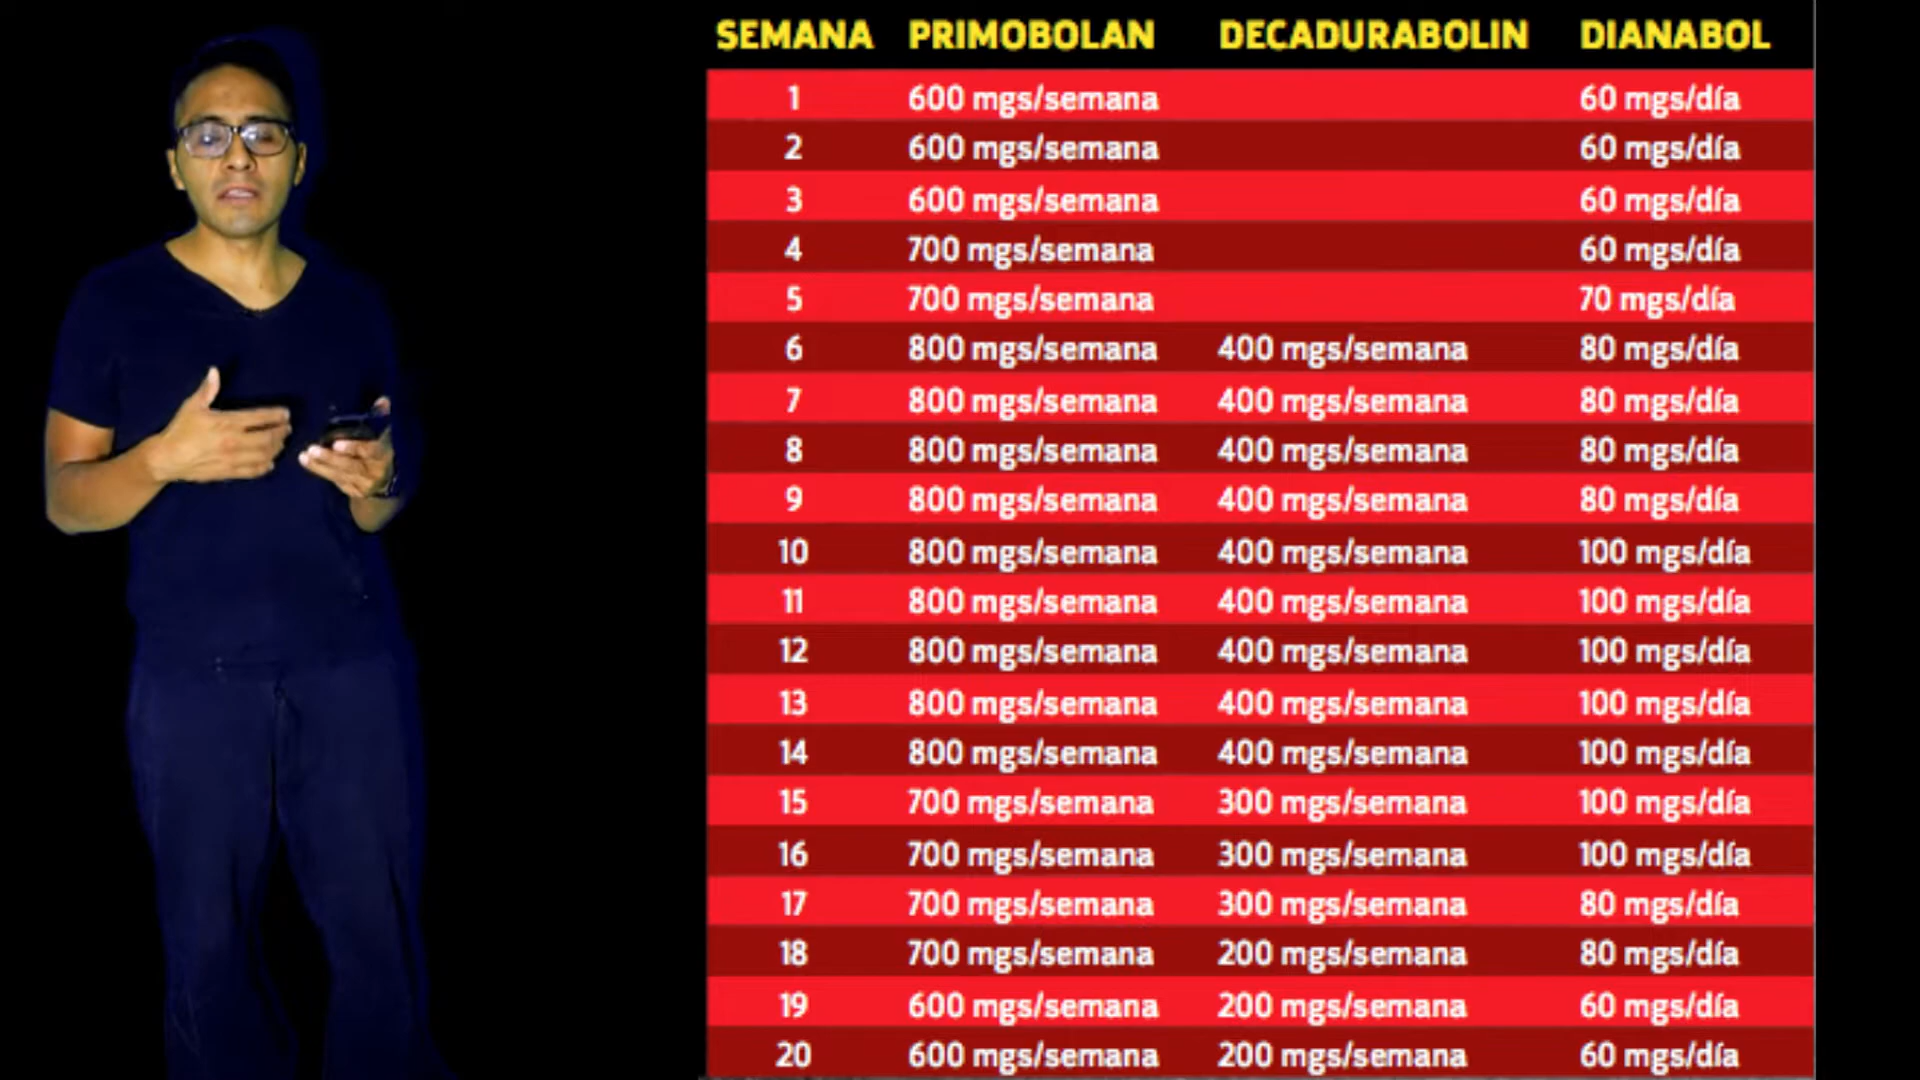 SEMANA PRIMOBOLAN DECADURABOLIN DIANABOL
1 600 mgs/semana 60 mgs/día
2 600 mgs/semana 60 mgs/día
3 600 mgs/semana 60 mgs/día
4 700 mgs/semana 60 mgs/día
5 700 mgs/semana 70 mgs/día
6 800 mgs/semana 400 mgs/semana 80 mgs/día
7 800 mgs/semana 400 mgs/semana 80 mgs/día
8 800 mgs/semana 400 mgs/semana 80 mgs/día
9 800 mgs/semana 400 mgs/semana 80 mgs/día
10 800 mgs/semana 400 mgs/semana 100 mgs/día
11 800 mgs/semana 400 mgs/semana 100 mgs/día
12 800 mgs/semana 400 mgs/semana 100 mgs/día
13 800 mgs/semana 400 mgs/semana 100 mgs/día
14 800 mgs/semana 400 mgs/semana 100 mgs/día
15 700 mgs/semana 300 mgs/semana 100 mgs/día
16 700 mgs/semana 300 mgs/semana 100 mgs/día
17 700 mgs/semana 300 mgs/semana 80 mgs/día
18 700 mgs/semana 200 mgs/semana 80 mgs/día
19 600 mgs/semana 200 mgs/semana 60 mgs/día
20 600 mgs/semana 200 mgs/semana 60 mgs/día